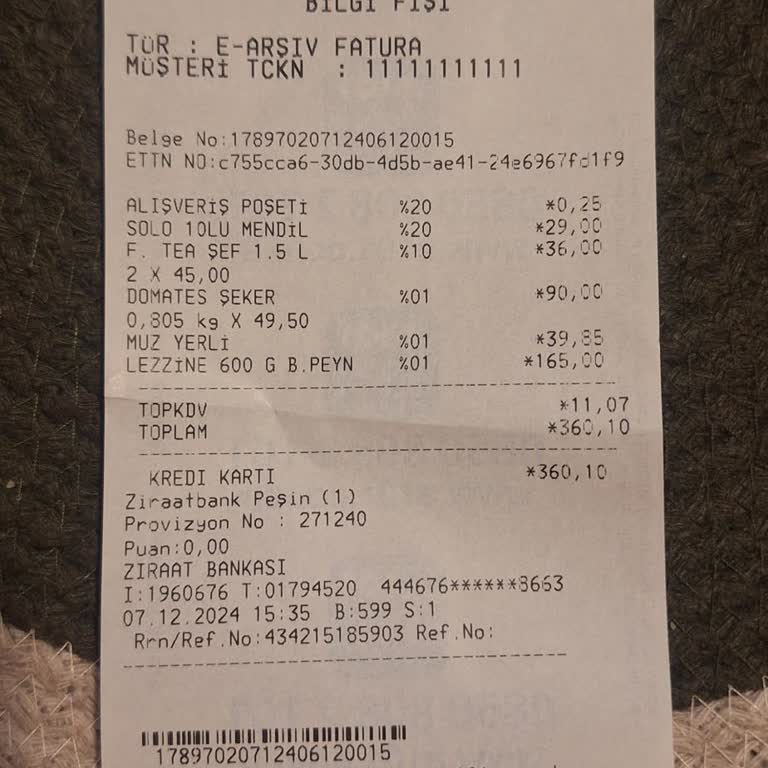 BİLGİ FİŞİ
TÜR : E-ARŞİV FATURA
MÜŞTERİ TCKN : 11111111111
Belge No:17897020712406120015
ETTN NO:c755cca6-30db-4d5b-ae41-24e6967fd1f9
ALIŞVERİŞ POŞETİ %20 *0,25
SOLO 10LU MENDİL %20 *29,00
F. TEA ŞEF 1.5 L %10 *36,00
2 X 45,00
DOMATES ŞEKER %01 *90,00
0,805 kg X 49,50
MUZ YERLİ %01 *39,85
LEZZİNE 600 G B.PEYN %01 *165,00
TOPKDV *11,07
TOPLAM *360,10
KREDI KARTI *360,10
Ziraatbank Peşin (1)
Provizyon No : 271240
Puan:0,00
ZIRAAT BANKASI
I:1960676 T:01794520 444676******8663
07.12.2024 15:35 B:599 S:1
Rrn/Ref.No:434215185903 Ref.No:
17897020712406120015